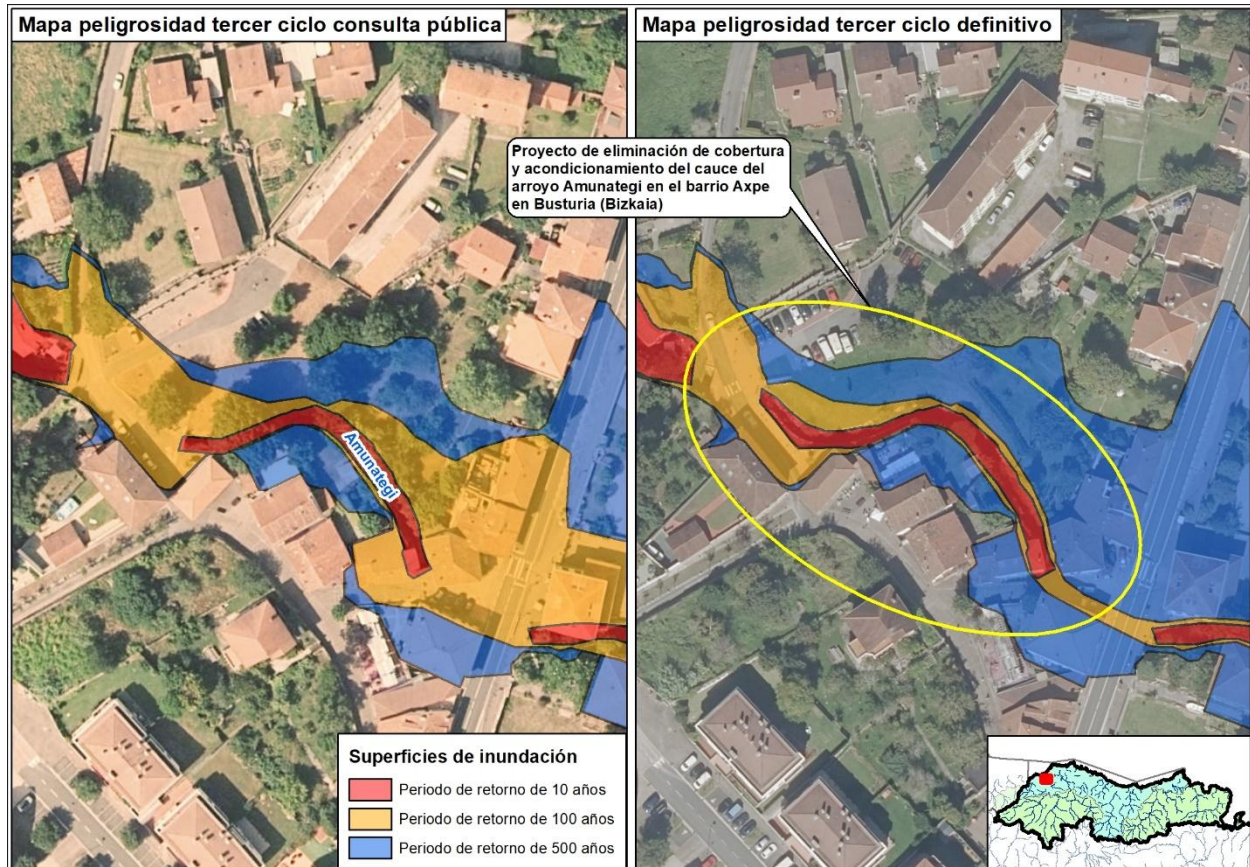 Mapa peligrosidad tercer ciclo consulta pública
Mapa peligrosidad tercer ciclo definitivo
Proyecto de eliminación de cobertura
y acondicionamiento del cauce del
arroyo Amunategi en el barrio Axpe
en Busturia (Bizkaia)
Amunategi
Superficies de inundación
Periodo de retorno de 10 años
Periodo de retorno de 100 años
Periodo de retorno de 500 años